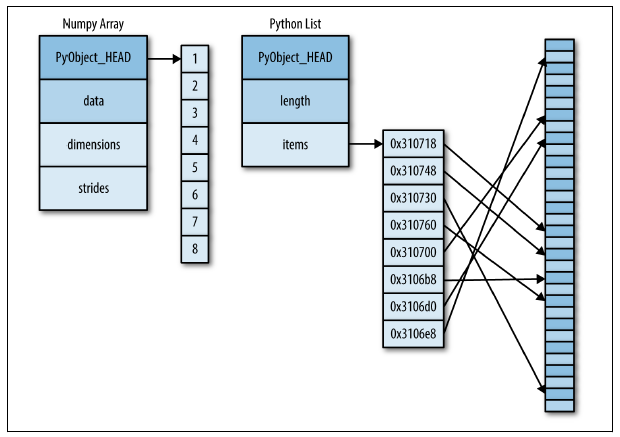 Numpy Array
PyObject_HEAD
data
dimensions
strides
1
2
3
4
5
6
7
8
Python List
PyObject_HEAD
length
items
0x310718
0x310748
0x310730
0x310760
0x310700
0x3106b8
0x3106d0
0x3106e8